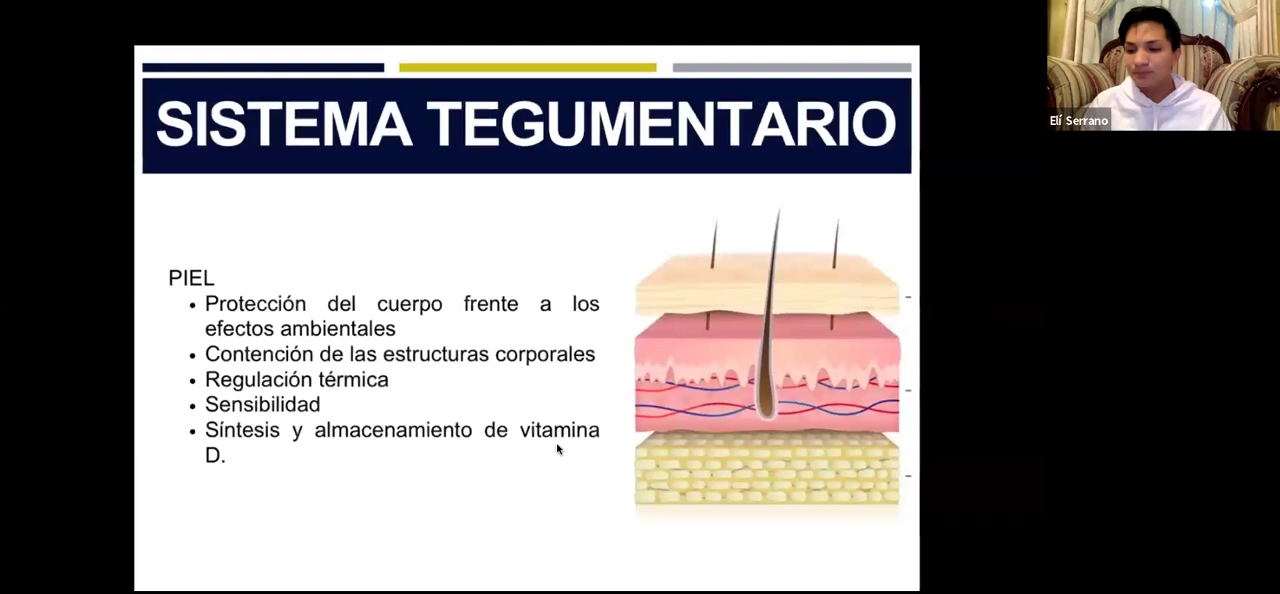 SISTEMA TEGUMENTARIO
PIEL
• Protección del cuerpo frente a los
efectos ambientales
• Contención de las estructuras corporales
• Regulación térmica
• Sensibilidad
• Síntesis y almacenamiento de vitamina
D.
Elí Serrano